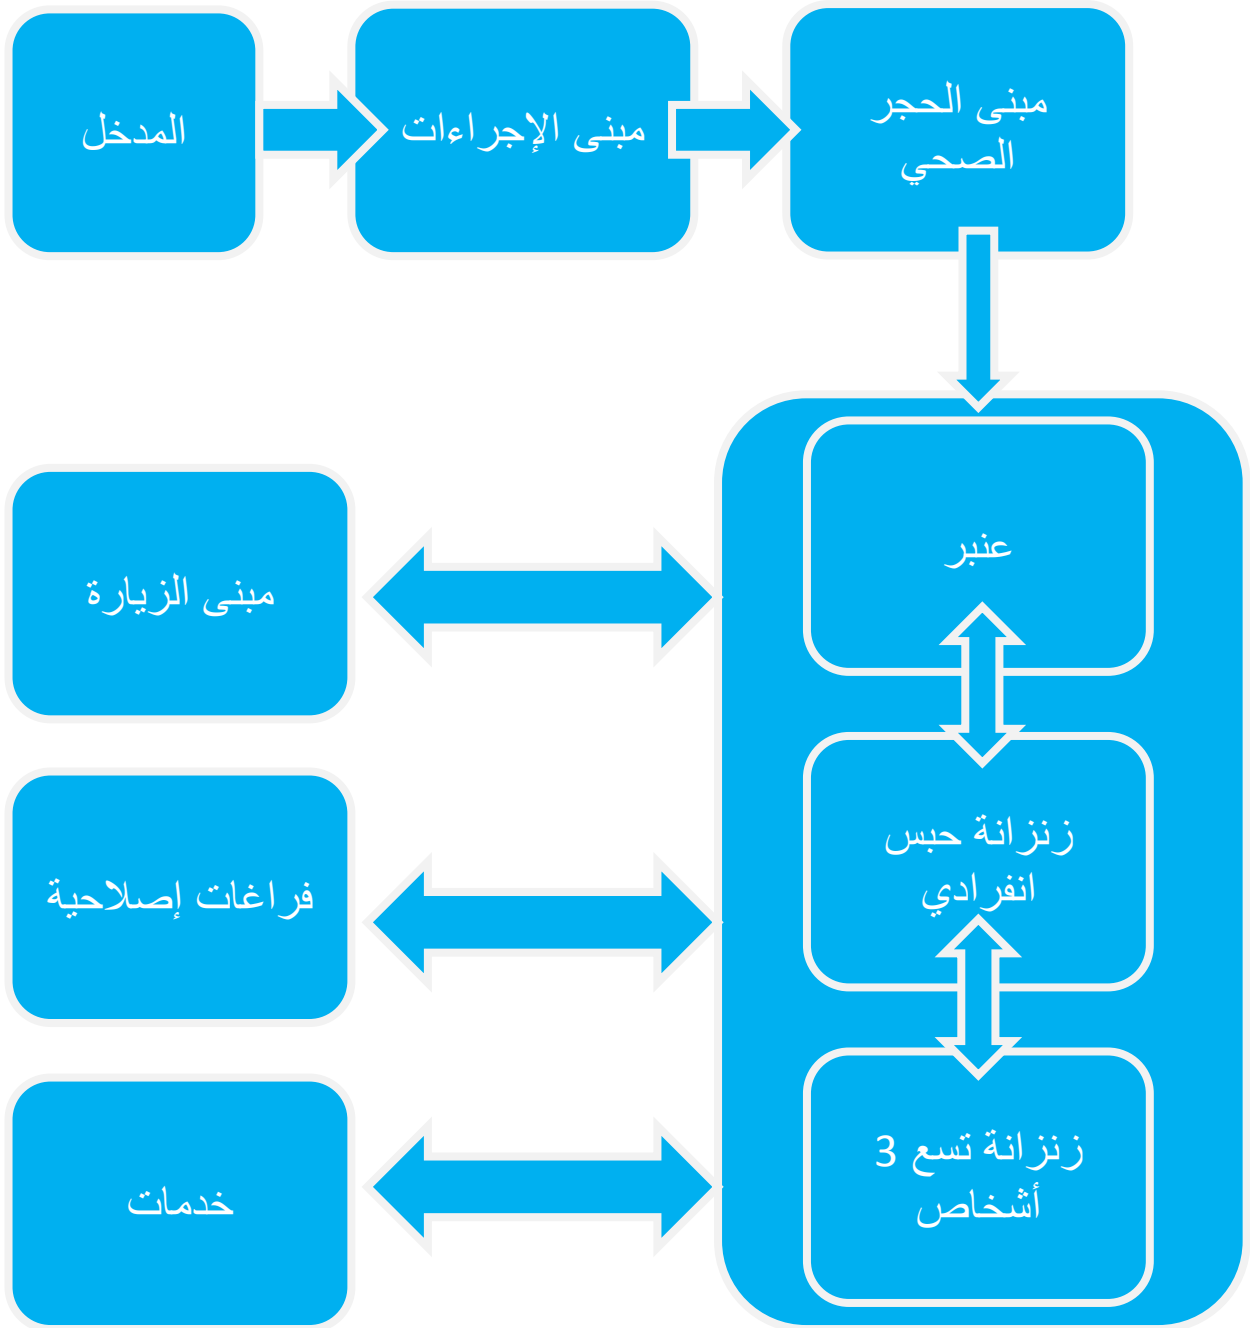 المدخل
مبنى الإجراءات
مبنى الحجر
الصحي
عنبر
مبنى الزيارة
زنزانة حبس
انفرادي
فراغات إصلاحية
زنزانة تسع 3
أشخاص
خدمات